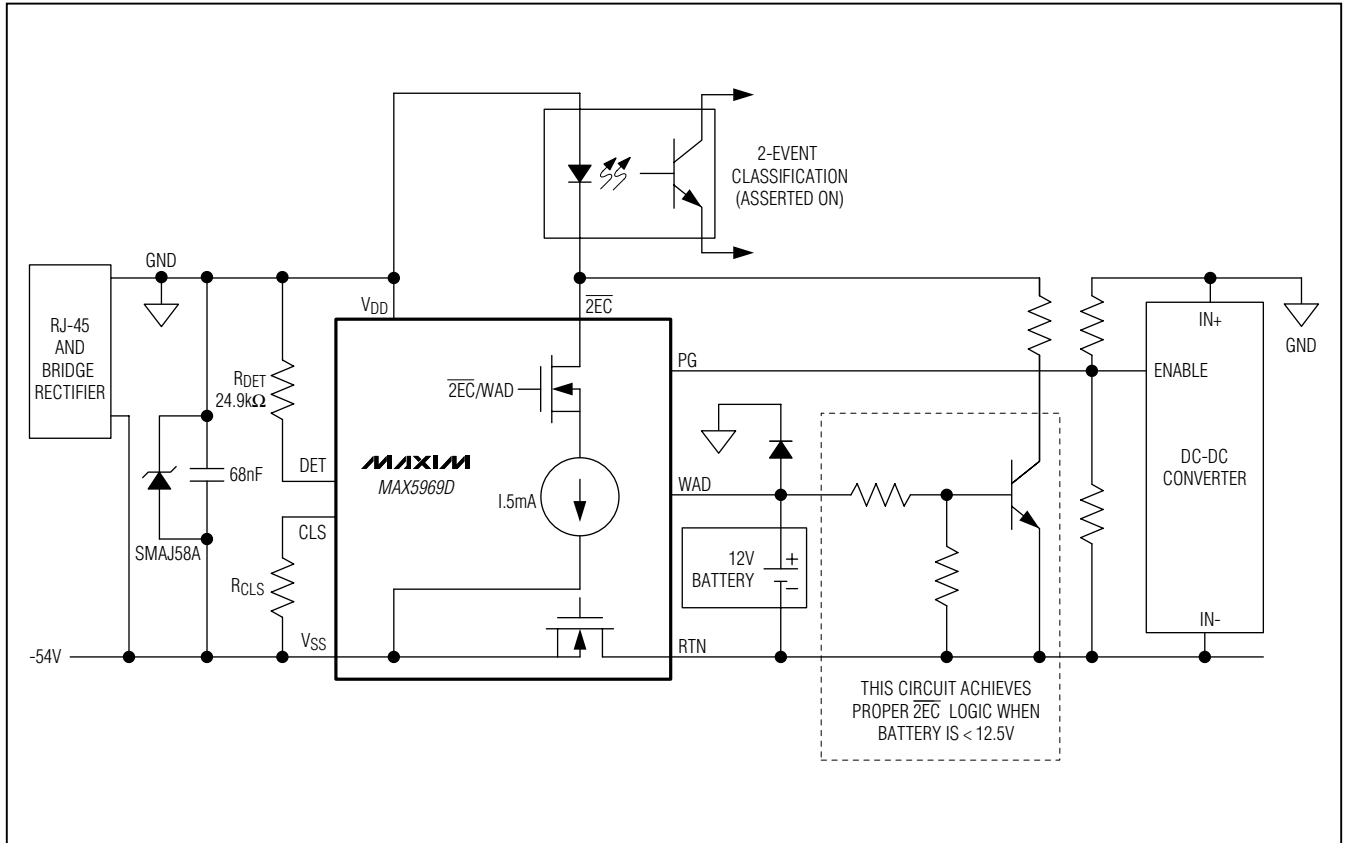 2-EVENT
CLASSIFICATION
(ASSERTED ON)
GND
RJ-45
AND
BRIDGE
RECTIFIER
VDD
2EC
IN+
GND
PG
ENABLE
RDET
24.9kΩ
2EC/WAD
68nF
DET
MAXIM
MAX5969D
WAD
DC-DC
CONVERTER
1.5mA
CLS
SMAJ58A
12V
BATTERY
+
–
RCLS
IN-
-54V
VSS
RTN
THIS CIRCUIT ACHIEVES
PROPER 2EC LOGIC WHEN
BATTERY IS < 12.5V